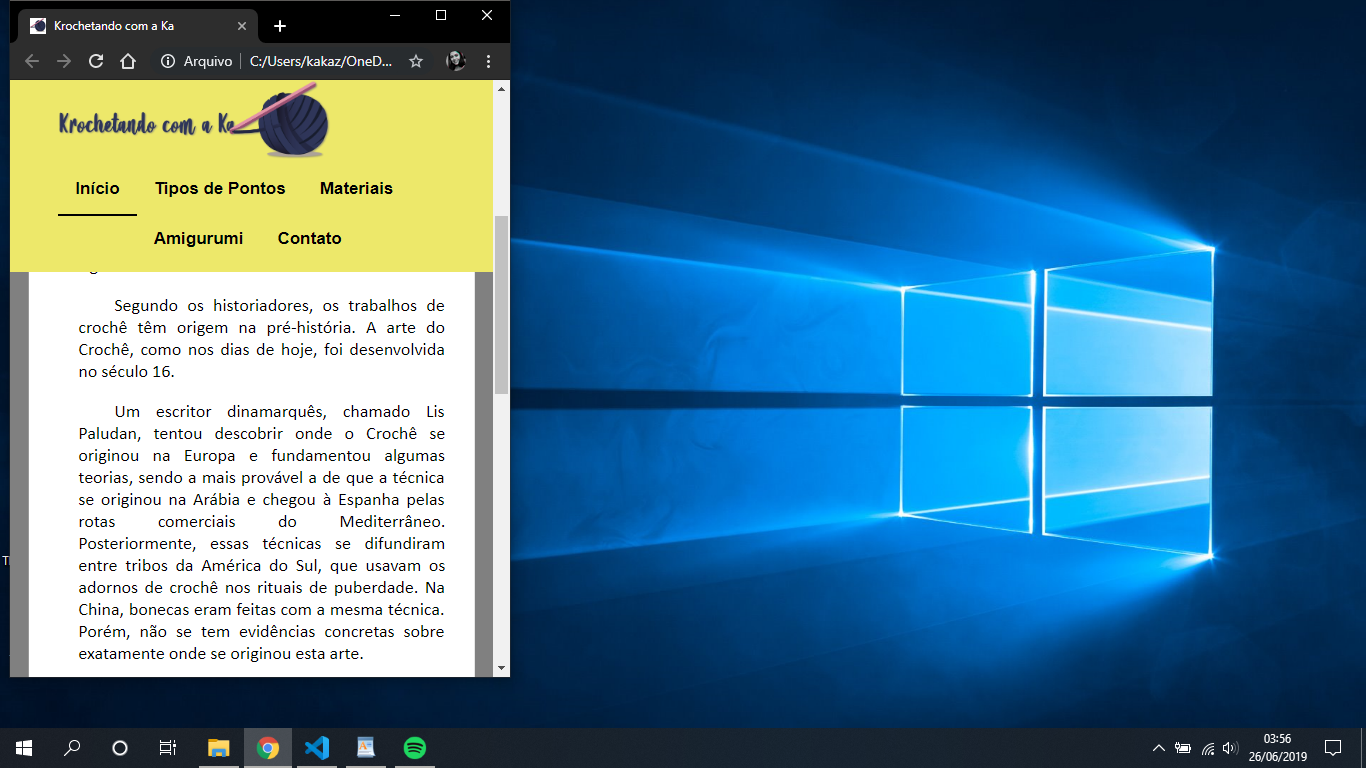 Krochetando com a Ka
Arquivo C:/Users/kakaz/OneD...
Krochetando com a Ka
Início Tipos de Pontos Materiais
Amigurumi Contato
Segundo os historiadores, os trabalhos de
crochê têm origem na pré-história. A arte do
Crochê, como nos dias de hoje, foi desenvolvida
no século 16.
Um escritor dinamarquês, chamado Lis
Paludan, tentou descobrir onde o Crochê se
originou na Europa e fundamentou algumas
teorias, sendo a mais provável a de que a técnica
se originou na Arábia e chegou à Espanha pelas
rotas comerciais do Mediterrâneo.
Posteriormente, essas técnicas se difundiram
entre tribos da América do Sul, que usavam os
adornos de crochê nos rituais de puberdade. Na
China, bonecas eram feitas com a mesma técnica.
Porém, não se tem evidências concretas sobre
exatamente onde se originou esta arte.
03:56
26/06/2019